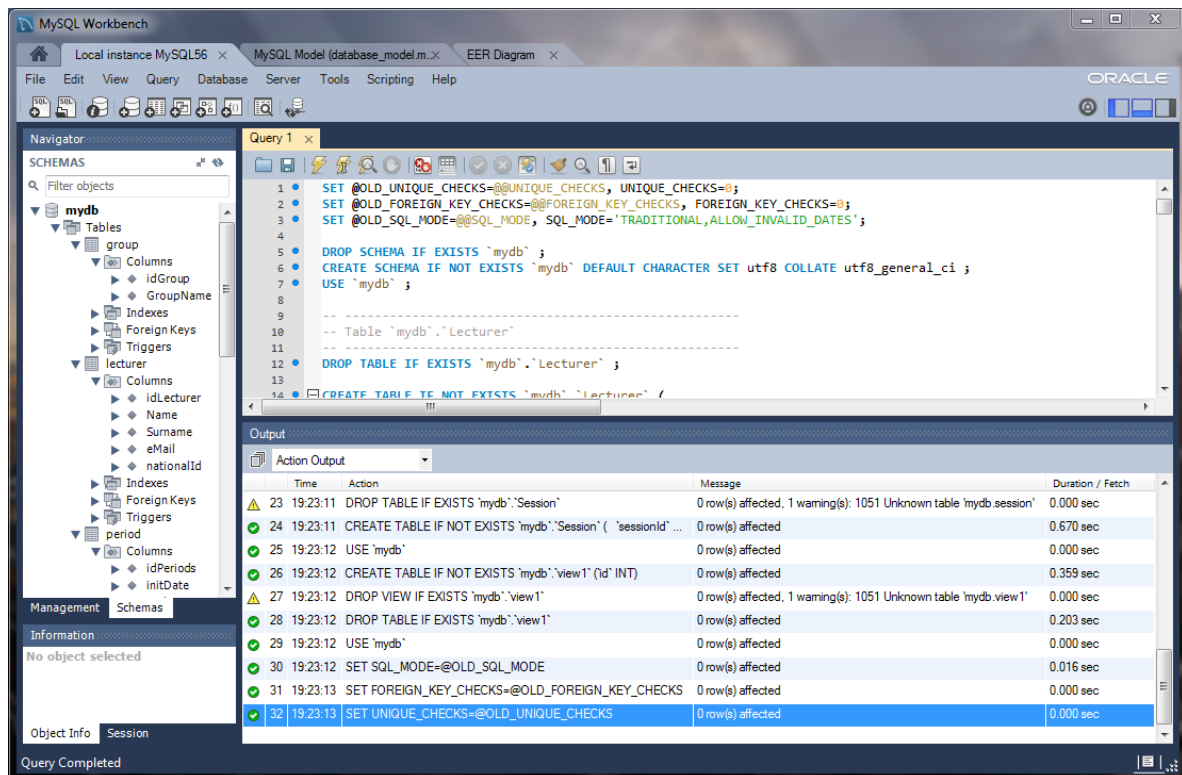 MySQL Workbench
Local instance MySQL56 × MySQL Model (database_model.m...× EER Diagram ×
File Edit View Query Database Server Tools Scripting Help
ORACLE
Navigator
SCHEMAS
Filter objects
mydb
Tables
group
Columns
idGroup
GroupName
Indexes
Foreign Keys
Triggers
lecturer
Columns
idLecturer
Name
Surname
eMail
nationalId
Indexes
Foreign Keys
Triggers
period
Columns
idPeriods
initDate
Management Schemas
Information
No object selected
Object Info Session
Query 1 ×
1 SET @OLD_UNIQUE_CHECKS=@@UNIQUE_CHECKS, UNIQUE_CHECKS=0;
2 SET @OLD_FOREIGN_KEY_CHECKS=@@FOREIGN_KEY_CHECKS, FOREIGN_KEY_CHECKS=0;
3 SET @OLD_SQL_MODE=@@SQL_MODE, SQL_MODE='TRADITIONAL,ALLOW_INVALID_DATES';
4
5 DROP SCHEMA IF EXISTS `mydb` ;
6 CREATE SCHEMA IF NOT EXISTS `mydb` DEFAULT CHARACTER SET utf8 COLLATE utf8_general_ci ;
7 USE `mydb` ;
8
9 -- -----------------------------------------------------
10 -- Table `mydb`.`Lecturer`
11 -- -----------------------------------------------------
12 DROP TABLE IF EXISTS `mydb`.`Lecturer` ;
13
14 CREATE TABLE IF NOT EXISTS `mydb`.`Lecturer` (
Output
Action Output
Time Action Message Duration / Fetch
23 19:23:11 DROP TABLE IF EXISTS `mydb`.`Session` 0 row(s) affected, 1 warning(s): 1051 Unknown table 'mydb.session' 0.000 sec
24 19:23:11 CREATE TABLE IF NOT EXISTS `mydb`.`Session` ( `sessionId` ... 0 row(s) affected 0.670 sec
25 19:23:12 USE `mydb` 0 row(s) affected 0.000 sec
26 19:23:12 CREATE TABLE IF NOT EXISTS `mydb`.`view1` (`id` INT) 0 row(s) affected 0.359 sec
27 19:23:12 DROP VIEW IF EXISTS `mydb`.`view1` 0 row(s) affected, 1 warning(s): 1051 Unknown table 'mydb.view1' 0.000 sec
28 19:23:12 DROP TABLE IF EXISTS `mydb`.`view1` 0 row(s) affected 0.203 sec
29 19:23:12 USE `mydb` 0 row(s) affected 0.000 sec
30 19:23:12 SET SQL_MODE=@OLD_SQL_MODE 0 row(s) affected 0.016 sec
31 19:23:13 SET FOREIGN_KEY_CHECKS=@OLD_FOREIGN_KEY_CHECKS 0 row(s) affected 0.000 sec
32 19:23:13 SET UNIQUE_CHECKS=@OLD_UNIQUE_CHECKS 0 row(s) affected 0.000 sec
Query Completed